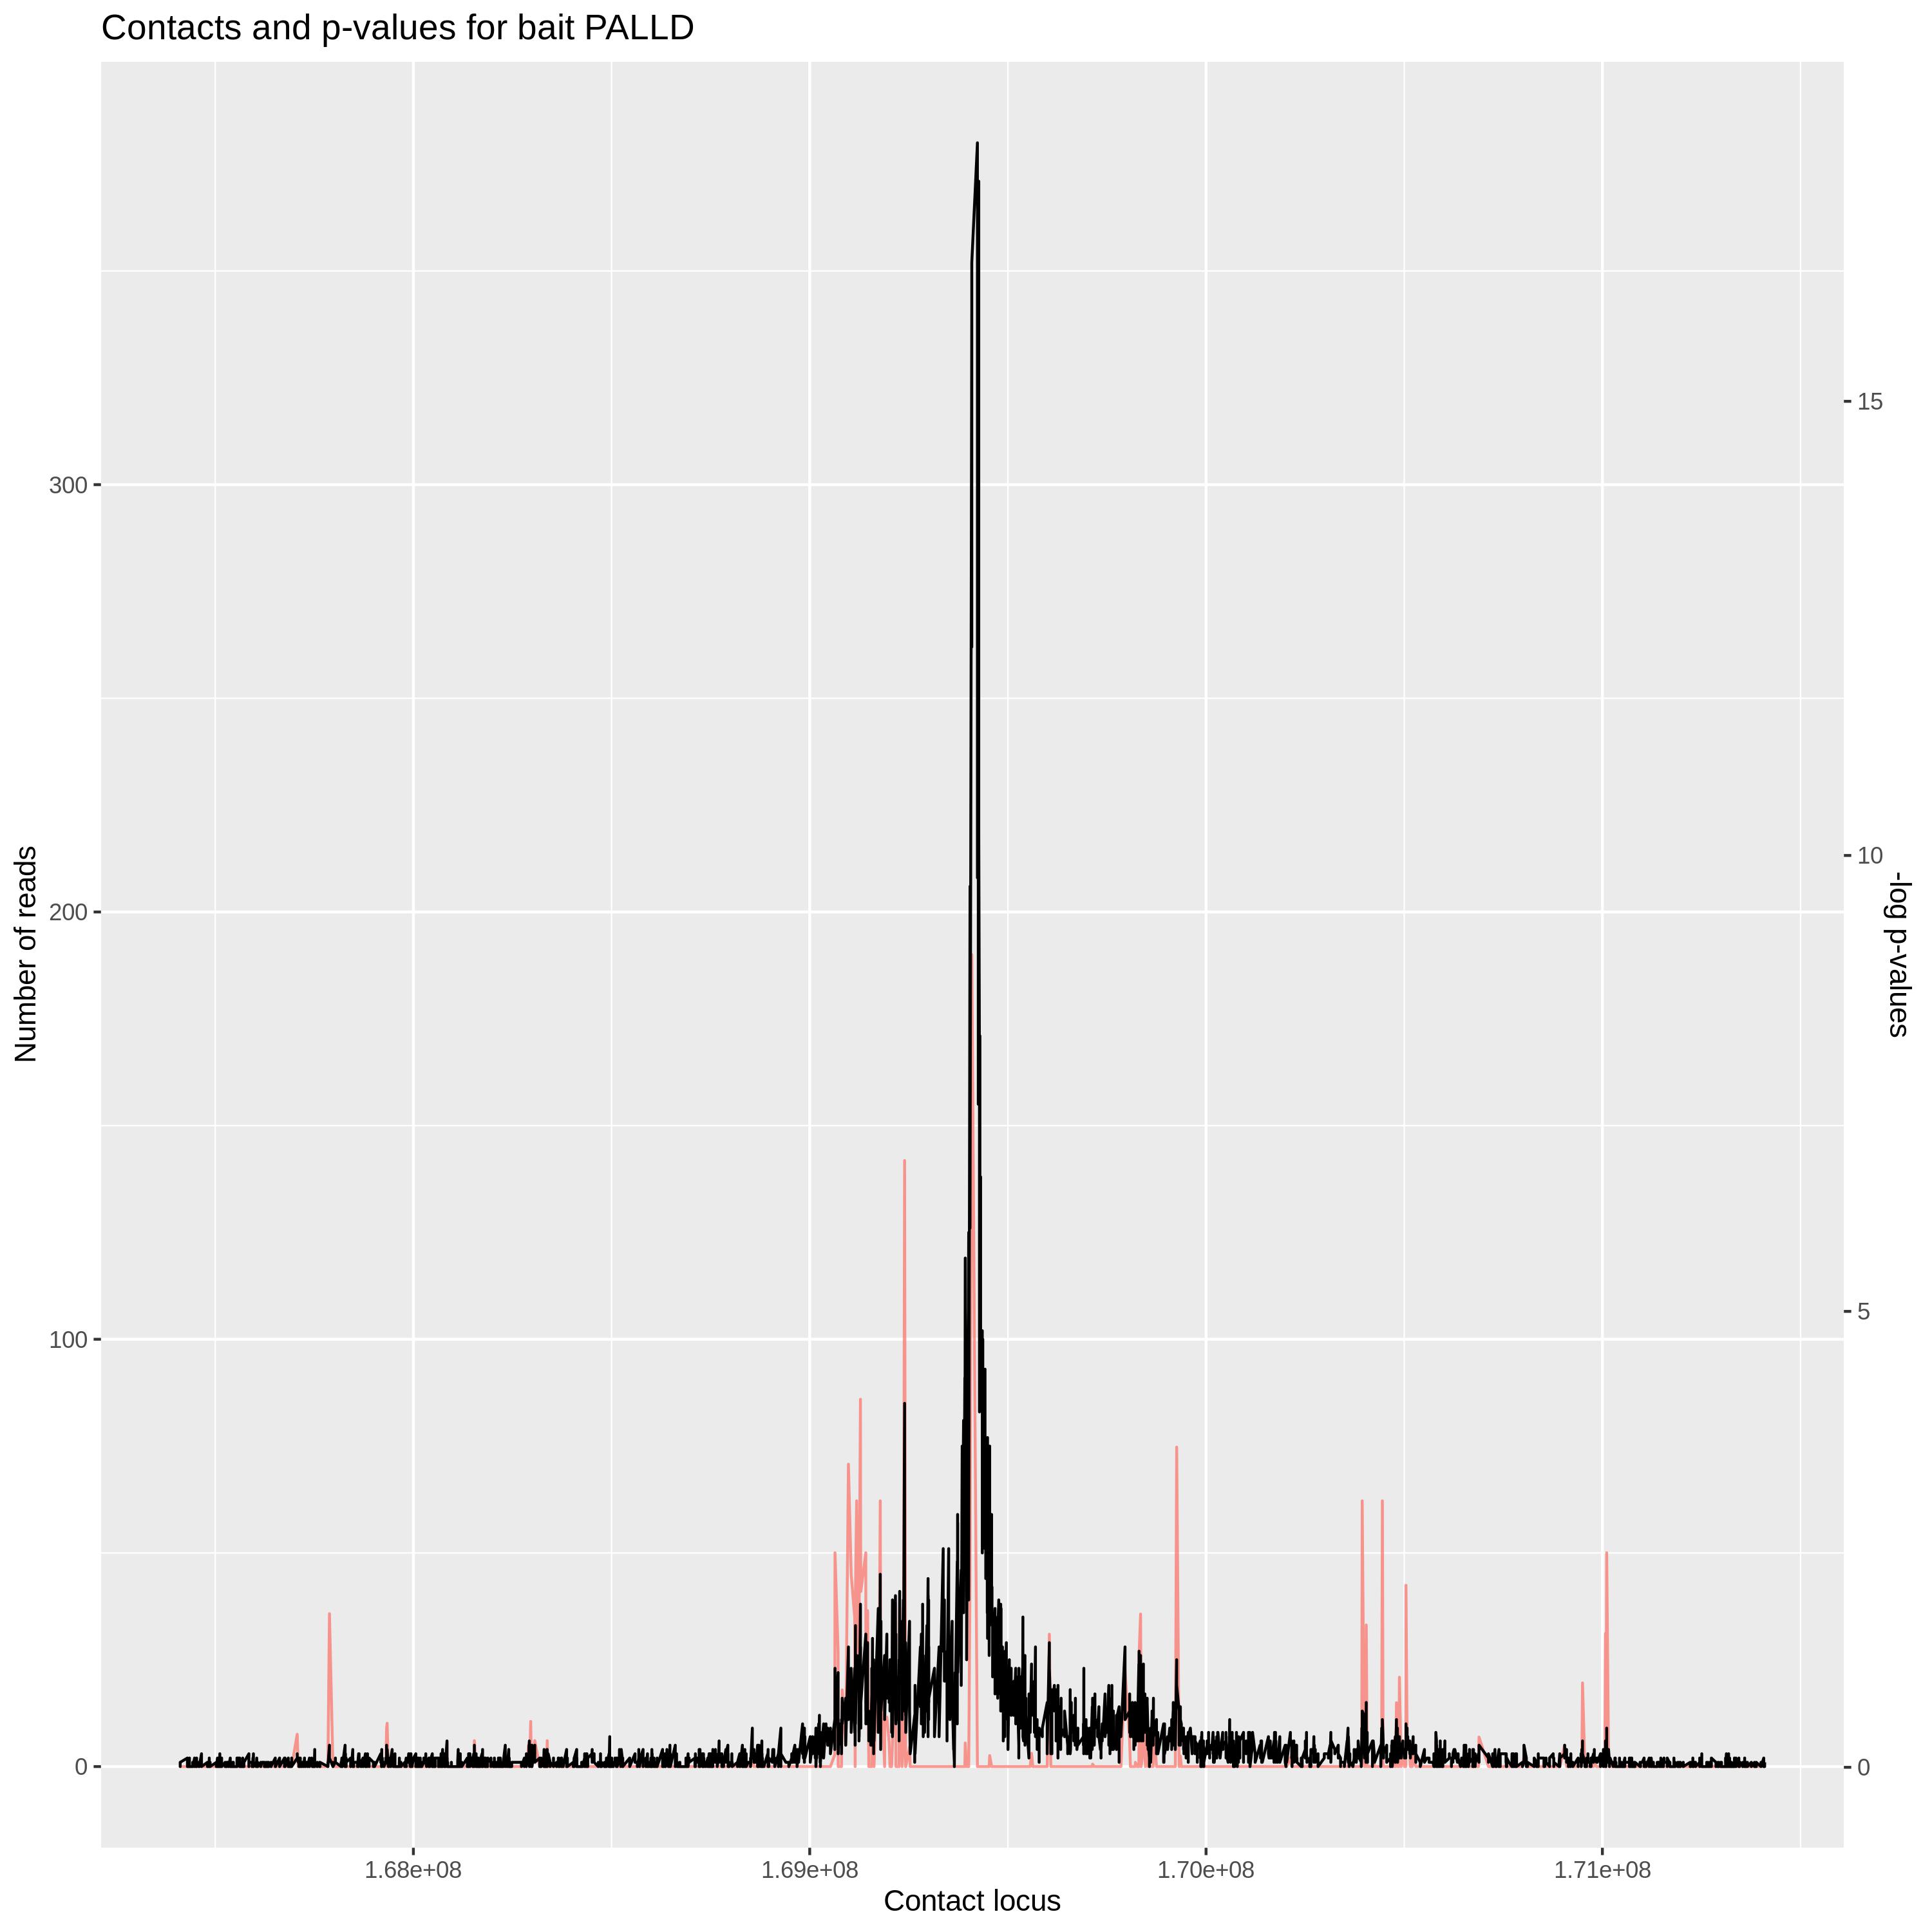 Contacts and p-values for bait PALLD
Number of reads
300
200
100
0
15
10
5
0
-log p-values
1.68e+08
1.69e+08
1.70e+08
1.71e+08
Contact locus